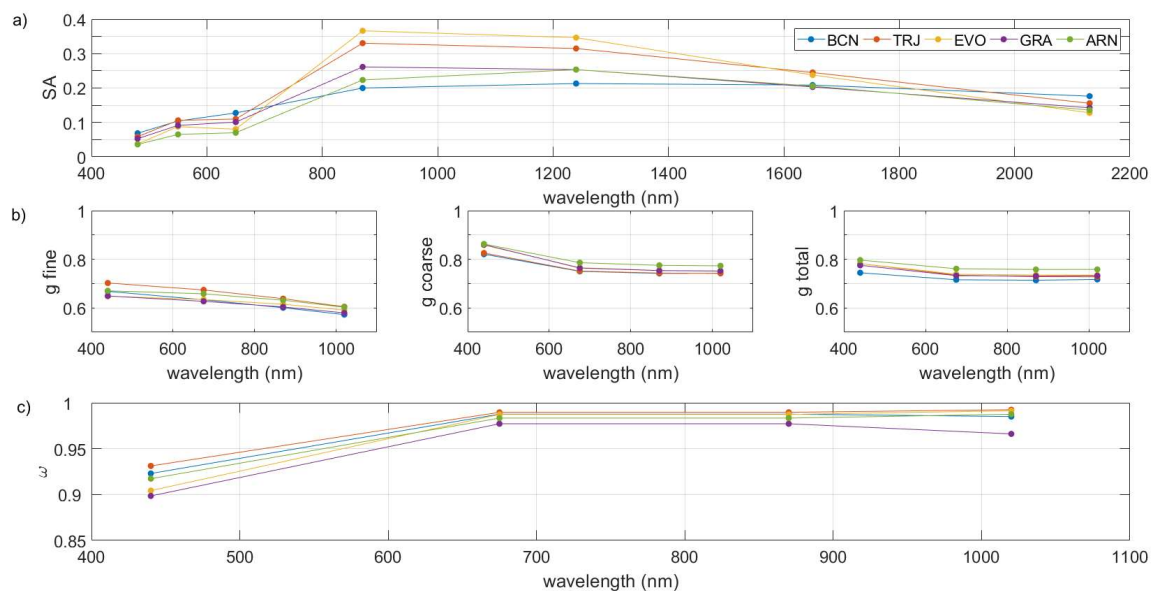 a)
SA
0.4
0.3
0.2
0.1
0
BCN TRJ EVO GRA ARN
400 600 800 1000 1200 1400 1600 1800 2000 2200
wavelength (nm)
b)
g fine
1
0.8
0.6
400 600 800 1000
wavelength (nm)
g coarse
1
0.8
0.6
400 600 800 1000
wavelength (nm)
g total
1
0.8
0.6
400 600 800 1000
wavelength (nm)
c)
ω
1
0.95
0.9
0.85
400 500 600 700 800 900 1000 1100
wavelength (nm)